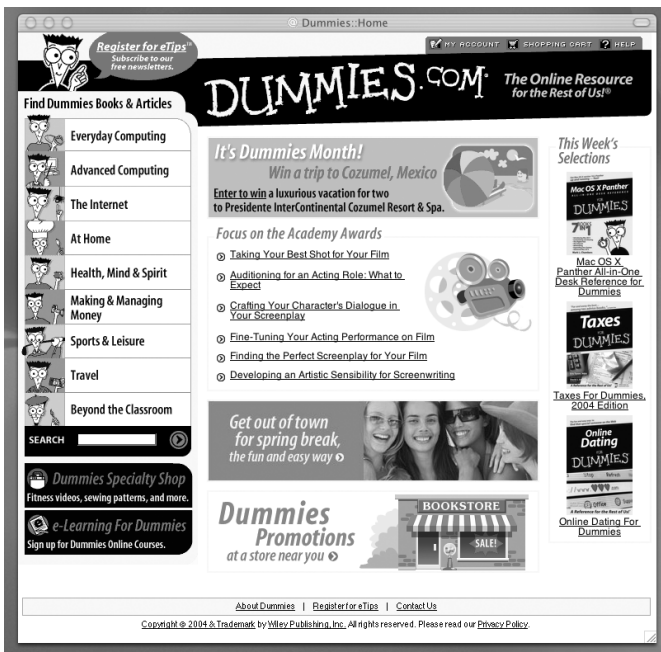 Dummies::Home
Register for eTips™
Subscribe to our
free newsletters.
MY ACCOUNT SHOPPING CART ? HELP
DUMMIES.COM®
The Online Resource
for the Rest of Us!®
Find Dummies Books & Articles
Everyday Computing
Advanced Computing
The Internet
At Home
Health, Mind & Spirit
Making & Managing
Money
Sports & Leisure
Travel
Beyond the Classroom
SEARCH
Dummies Specialty Shop
Fitness videos, sewing patterns, and more.
e-Learning For Dummies
Sign up for Dummies Online Courses.
It's Dummies Month!
Win a trip to Cozumel, Mexico
Enter to win a luxurious vacation for two
to Presidente InterContinental Cozumel Resort & Spa.
Focus on the Academy Awards
Taking Your Best Shot for Your Film
Auditioning for an Acting Role: What to
Expect
Crafting Your Character's Dialogue in
Your Screenplay
Fine-Tuning Your Acting Performance on Film
Finding the Perfect Screenplay for Your Film
Developing an Artistic Sensibility for Screenwriting
Get out of town
for spring break,
the fun and easy way
Dummies
Promotions
at a store near you
BOOKSTORE
SALE!
This Week's
Selections
Mac OS X Panther
FOR
DUMMIES
Mac OS X
Panther All-in-One
Desk Reference for
Dummies
Taxes
FOR
DUMMIES
Taxes For Dummies,
2004 Edition
Online
Dating
FOR
DUMMIES
Online Dating For
Dummies
About Dummies | Register for eTips | Contact Us
Copyright © 2004 & Trademark by Wiley Publishing, Inc. All rights reserved. Please read our Privacy Policy.